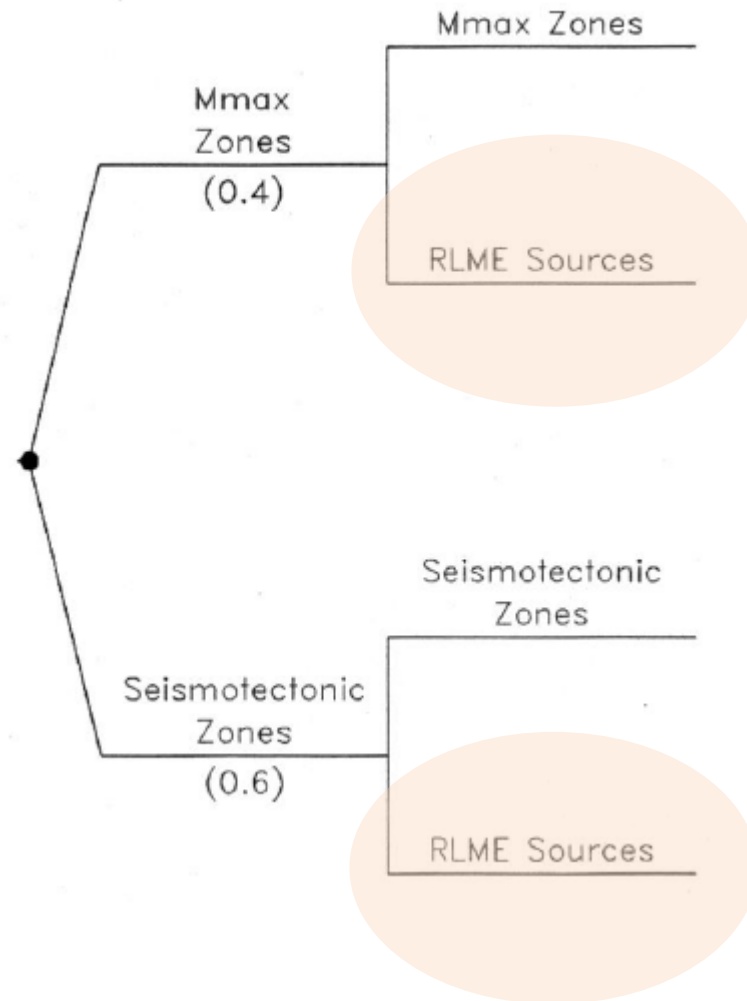 Mmax Zones
Mmax
Zones
(0.4)
RLME Sources
Seismotectonic
Zones
Seismotectonic
Zones
(0.6)
RLME Sources